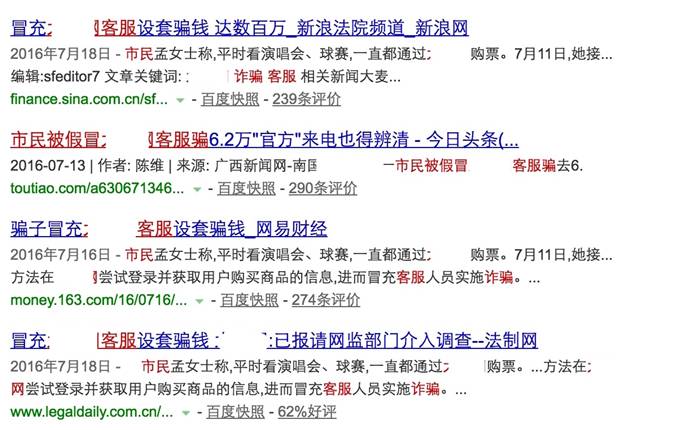 冒充 网客服设套骗钱 达数百万_新浪法院频道_新浪网
2016年7月18日 - 市民孟女士称,平时看演唱会、球赛,一直都通过 购票。7月11日,她接...
编辑:sfeditor7 文章关键词: 诈骗 客服 相关新闻大麦...
finance.sina.com.cn/sf... - 百度快照 - 239条评价
市民被假冒 网客服骗6.2万"官方"来电也得辨清 - 今日头条(...
2016-07-13 | 作者: 陈维 | 来源: 广西新闻网-南国 市民被假冒 客服骗去6.
toutiao.com/a630671346... - 百度快照 - 290条评价
骗子冒充 客服设套骗钱_网易财经
2016年7月16日 - 市民孟女士称,平时看演唱会、球赛,一直都通过 购票。7月11日,她接...
方法在 网尝试登录并获取用户购买商品的信息,进而冒充客服人员实施诈骗。...
money.163.com/16/0716/... - 百度快照 - 274条评价
冒充 网客服设套骗钱 :已报请网监部门介入调查--法制网
2016年7月18日 - 市民孟女士称,平时看演唱会、球赛,一直都通过 购票。...方法在
网尝试登录并获取用户购买商品的信息,进而冒充客服人员实施诈骗。...
www.legaldaily.com.cn/... - 百度快照 - 62%好评